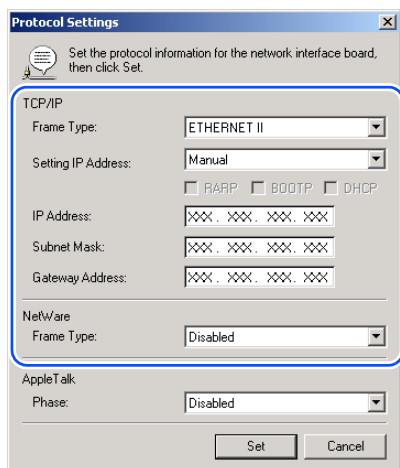 Protocol Settings
Set the protocol information for the network interface board,
then click Set.
TCP/IP
Frame Type: ETHERNET II
Setting IP Address: Manual
RARP BOOTP DHCP
IP Address: XXX. XXX. XXX. XXX
Subnet Mask: XXX. XXX. XXX. XXX
Gateway Address: XXX. XXX. XXX. XXX
NetWare
Frame Type: Disabled
AppleTalk
Phase: Disabled
Set Cancel